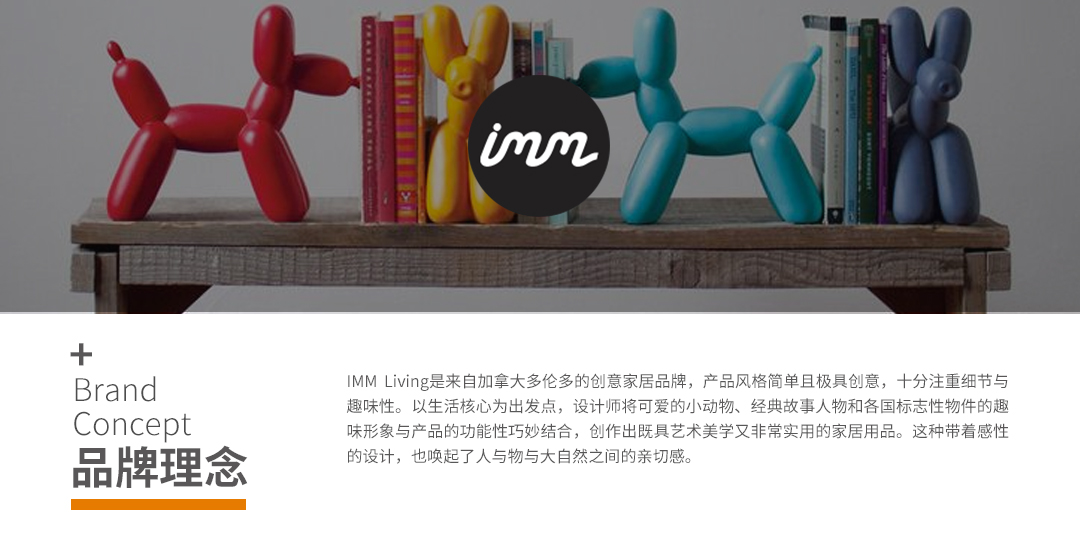 imm
Brand
Concept
品牌理念
IMM Living是来自加拿大多伦多的创意家居品牌，产品风格简单且极具创意，十分注重细节与
趣味性。以生活核心为出发点，设计师将可爱的小动物、经典故事人物和各国标志性物件的趣
味形象与产品的功能性巧妙结合，创作出既具艺术美学又非常实用的家居用品。这种带着感性
的设计，也唤起了人与物与大自然之间的亲切感。